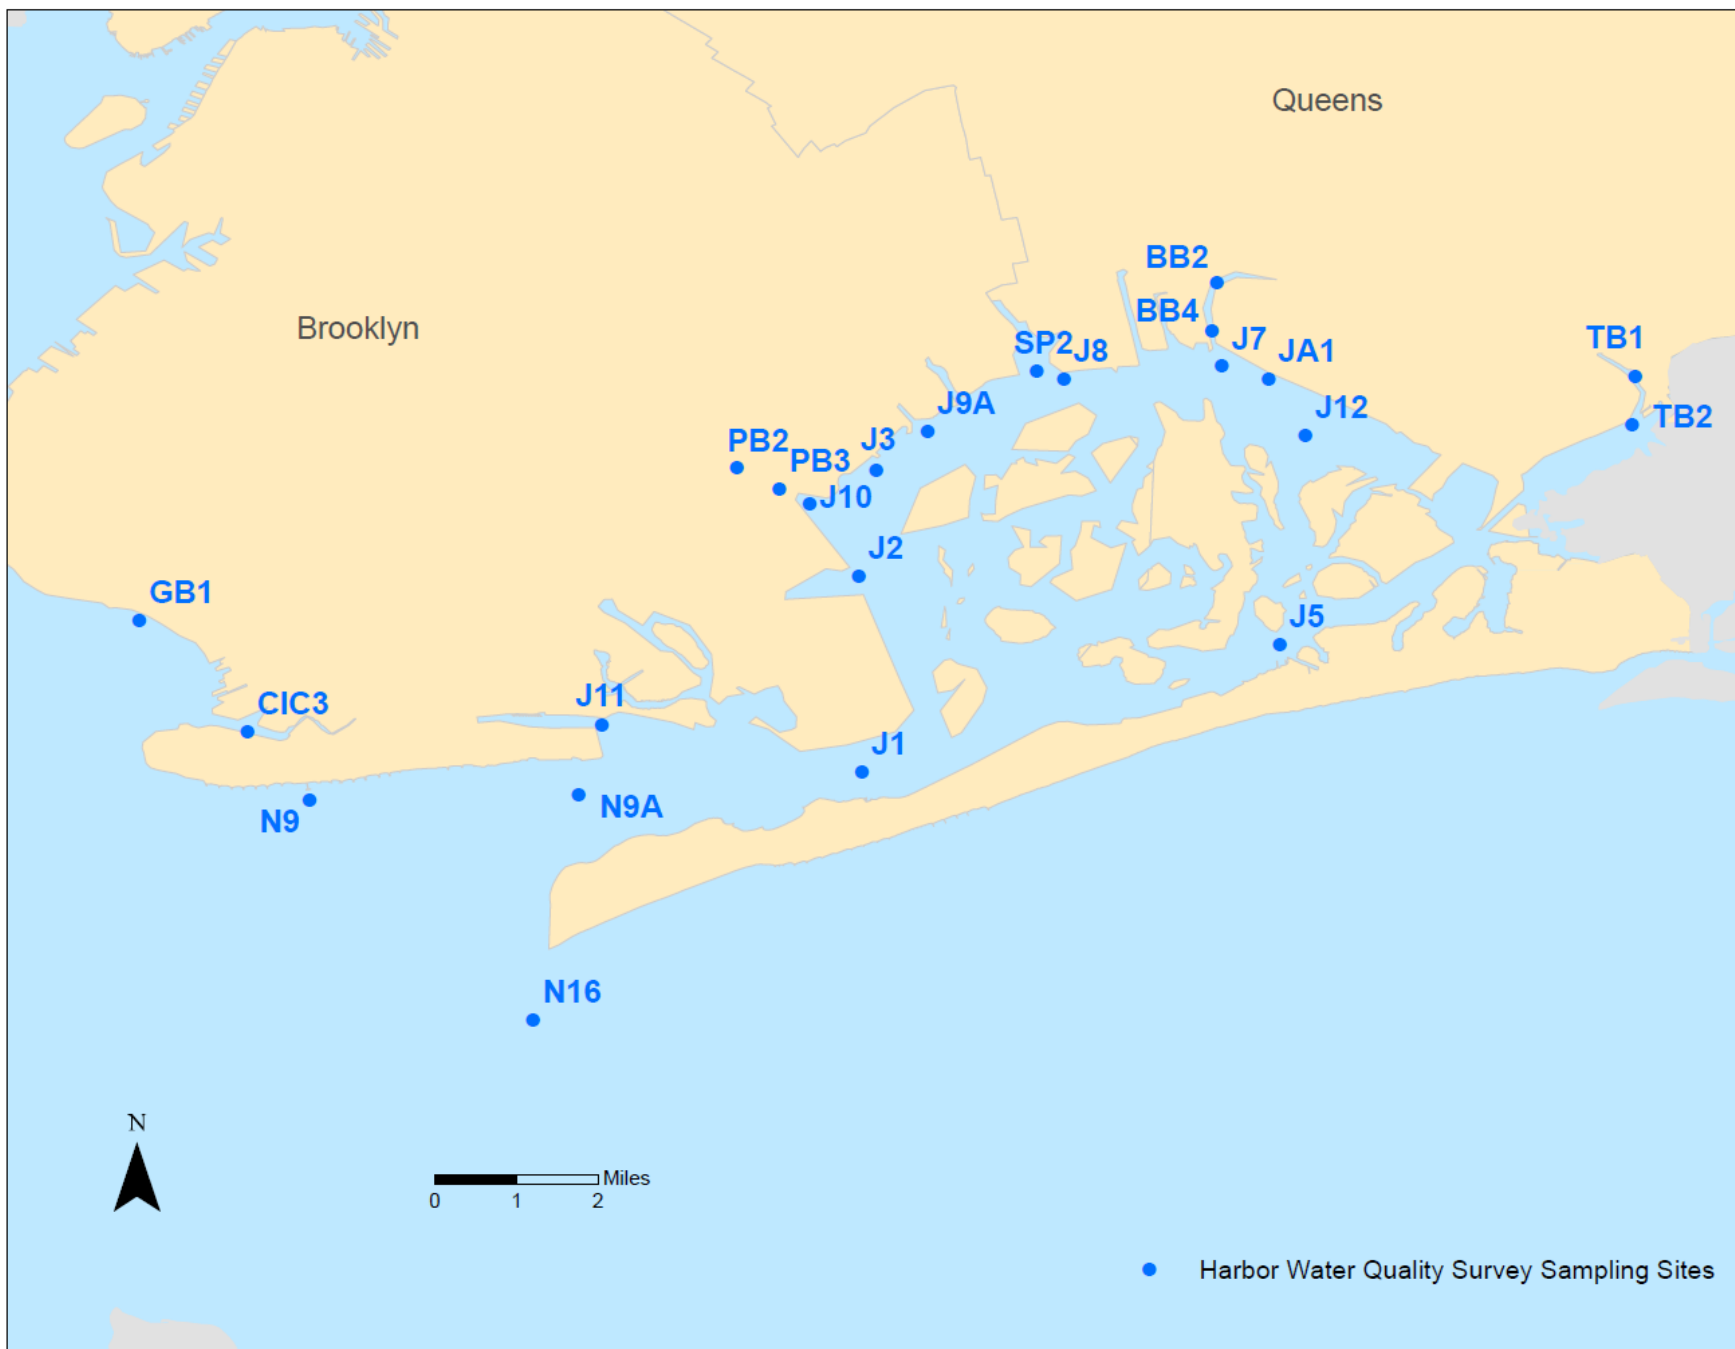 Queens
BB2
BB4
Brooklyn
J7
TB1
SP2
J8
JA1
J9A
J12
TB2
J3
PB2
PB3
J10
J2
GB1
J5
J11
CIC3
J1
N9A
N9
N16
N
Miles
0 1 2
Harbor Water Quality Survey Sampling Sites